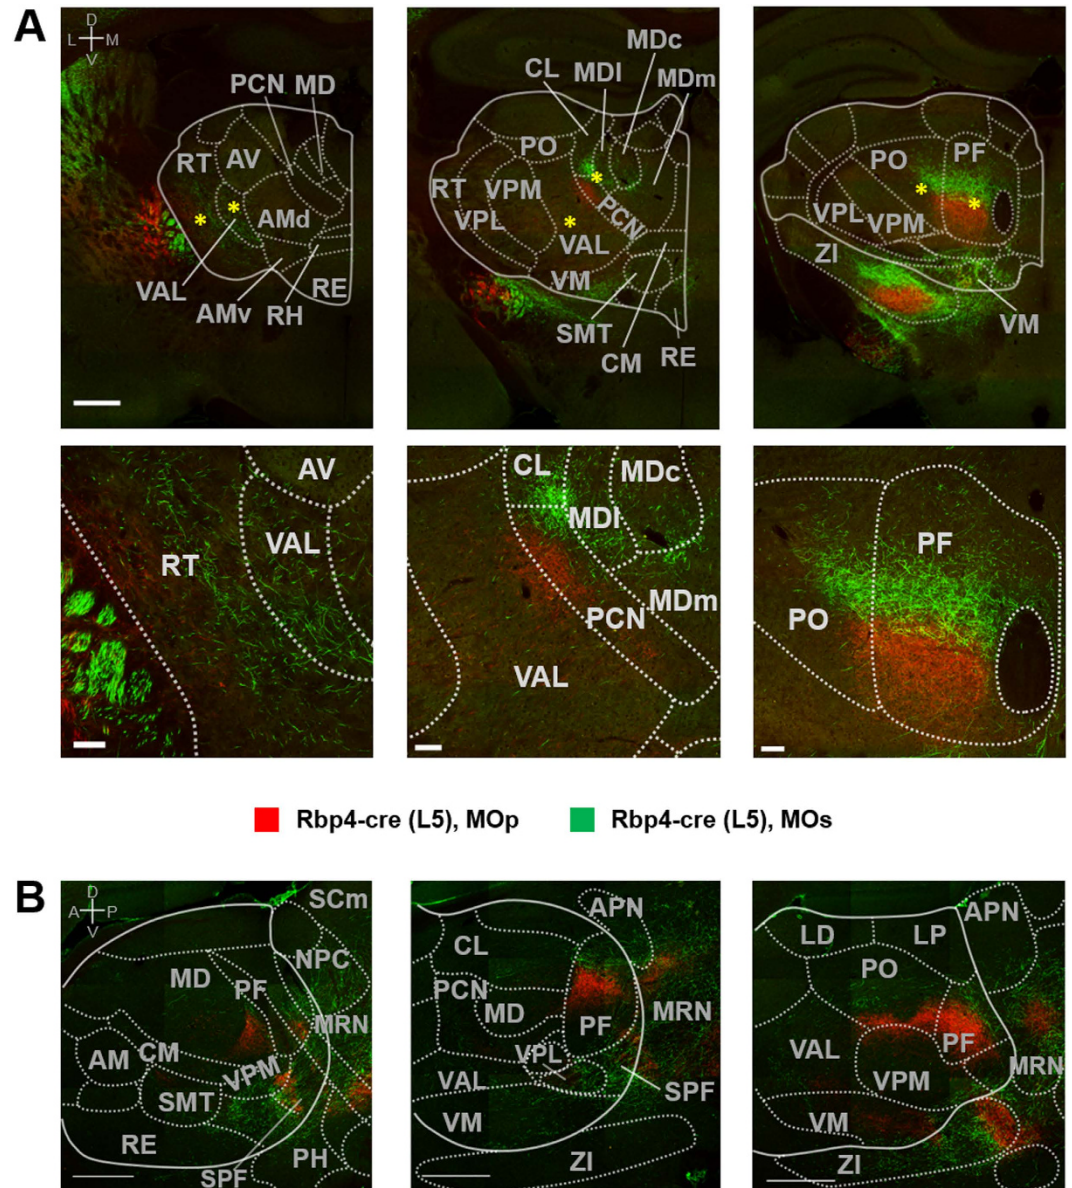 A
D
L M
V
PCN MD
RT AV
AMd
VAL
AMv RH RE
MDc
CL MDl
MDm
PO
RT VPM
VPL
PCN
VAL
VM
SMT
CM RE
PO PF
VPL VPM
ZI
VM
AV
VAL
RT
CL MDc
MDl
MDm
PCN
VAL
PF
PO
Rbp4-cre (L5), MOp Rbp4-cre (L5), MOs
B
D
A P
V
SCm
NPC
MD PF
MRN
AM CM
VPM
SMT
RE PH
SPF
APN
CL
PCN
MD PF MRN
VPL
VAL SPF
VM
ZI
APN
LD LP
PO
VAL PF
VPM MRN
VM
ZI